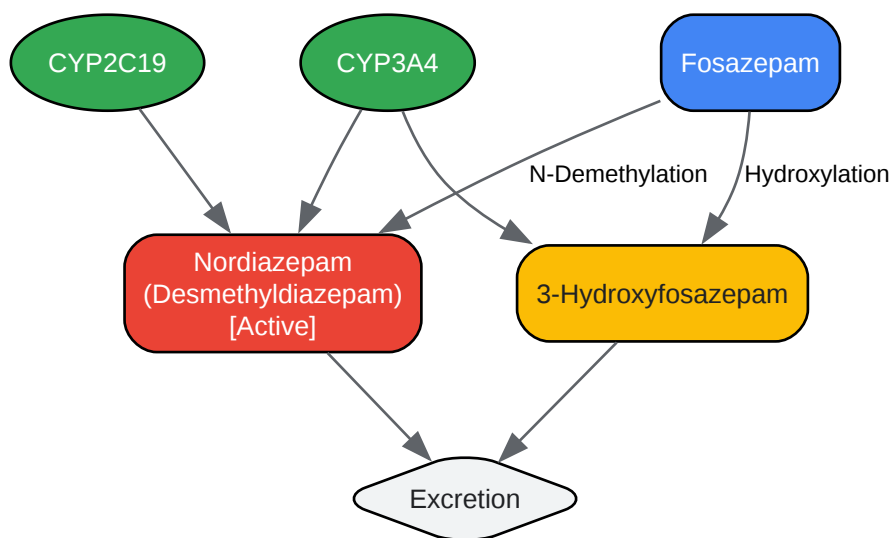 CYP2C19
CYP3A4
Fosazepam
N-Demethylation
Hydroxylation
Nordiazepam
(Desmethyldiazepam)
[Active]
3-Hydroxyfosazepam
Excretion